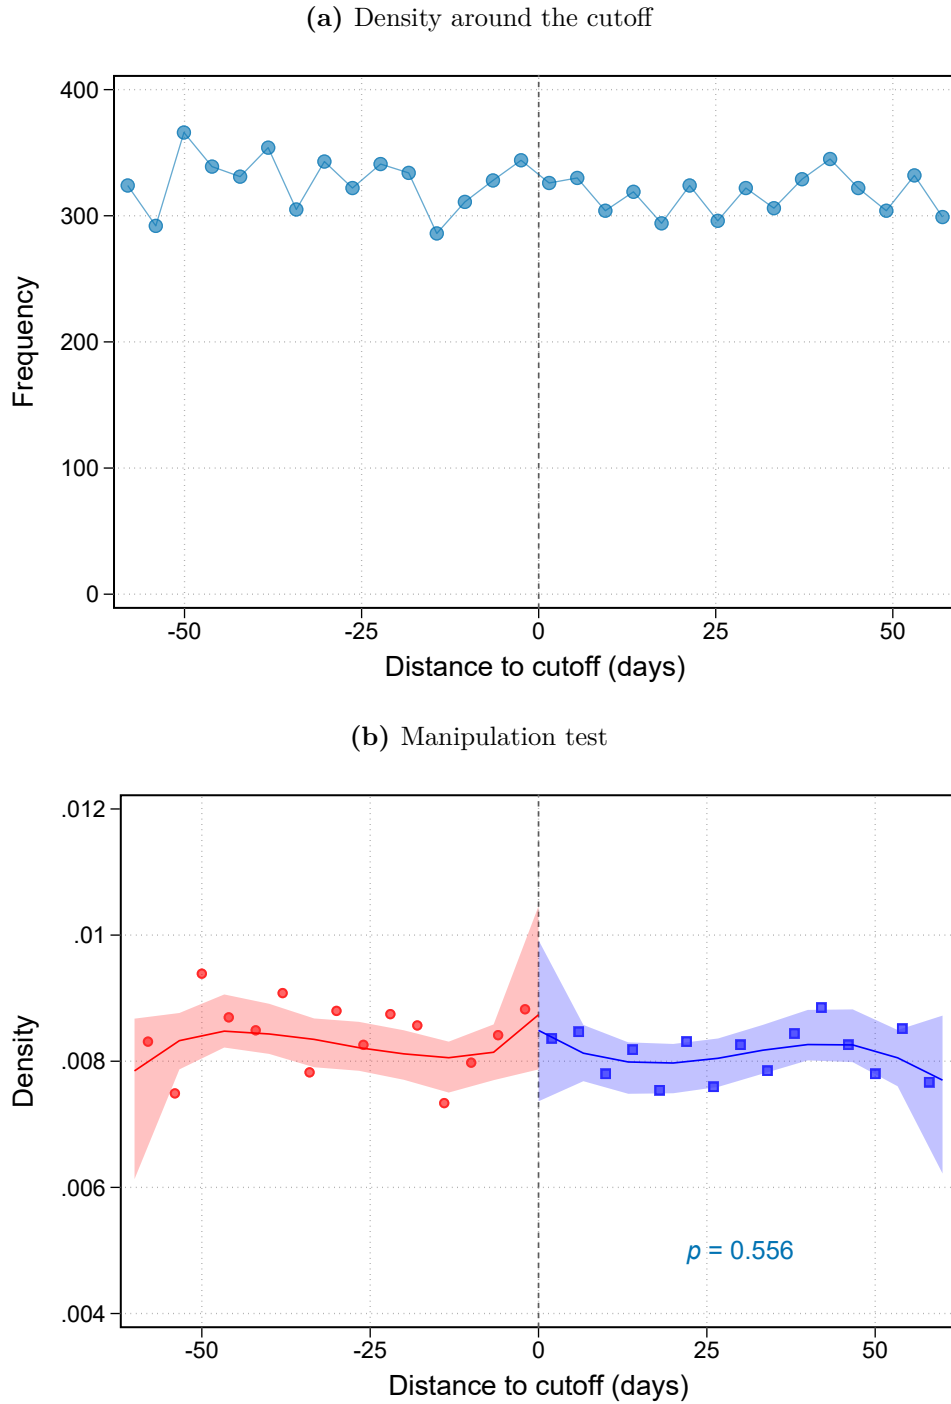 (a) Density around the cutoff
400
300
200
100
0
Frequency
-50 -25 0 25 50
Distance to cutoff (days)
(b) Manipulation test
.012
.01
.008
.006
.004
Density
p = 0.556
-50 -25 0 25 50
Distance to cutoff (days)